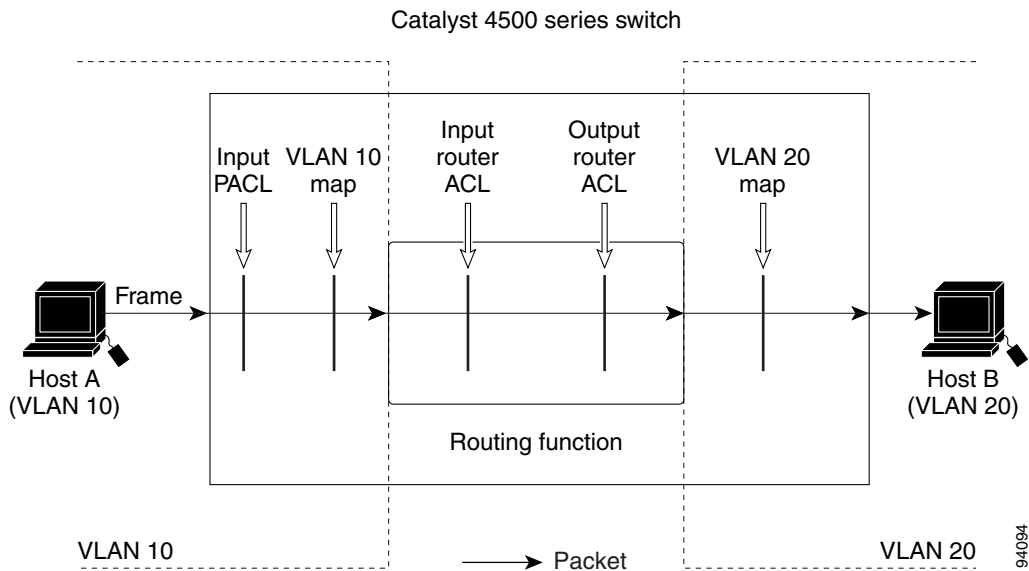 Catalyst 4500 series switch
Input
PACL
VLAN 10
map
Input
router
ACL
Output
router
ACL
VLAN 20
map
Frame
Host A
(VLAN 10)
Host B
(VLAN 20)
Routing function
VLAN 10
Packet
VLAN 20
94094